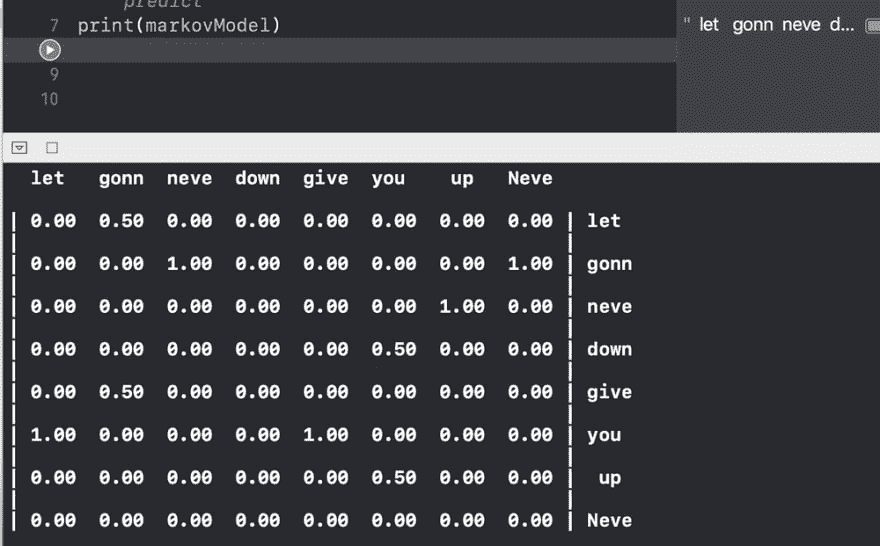 predict
7 print(markovModel)
" let gonn neve d...
9
10
let gonn neve down give you up Neve
| 0.00 0.50 0.00 0.00 0.00 0.00 0.00 0.00 | let
| 0.00 0.00 1.00 0.00 0.00 0.00 0.00 1.00 | gonn
| 0.00 0.00 0.00 0.00 0.00 0.00 1.00 0.00 | neve
| 0.00 0.00 0.00 0.00 0.00 0.50 0.00 0.00 | down
| 0.00 0.50 0.00 0.00 0.00 0.00 0.00 0.00 | give
| 1.00 0.00 0.00 0.00 1.00 0.00 0.00 0.00 | you
| 0.00 0.00 0.00 0.00 0.00 0.50 0.00 0.00 | up
| 0.00 0.00 0.00 0.00 0.00 0.00 0.00 0.00 | Neve